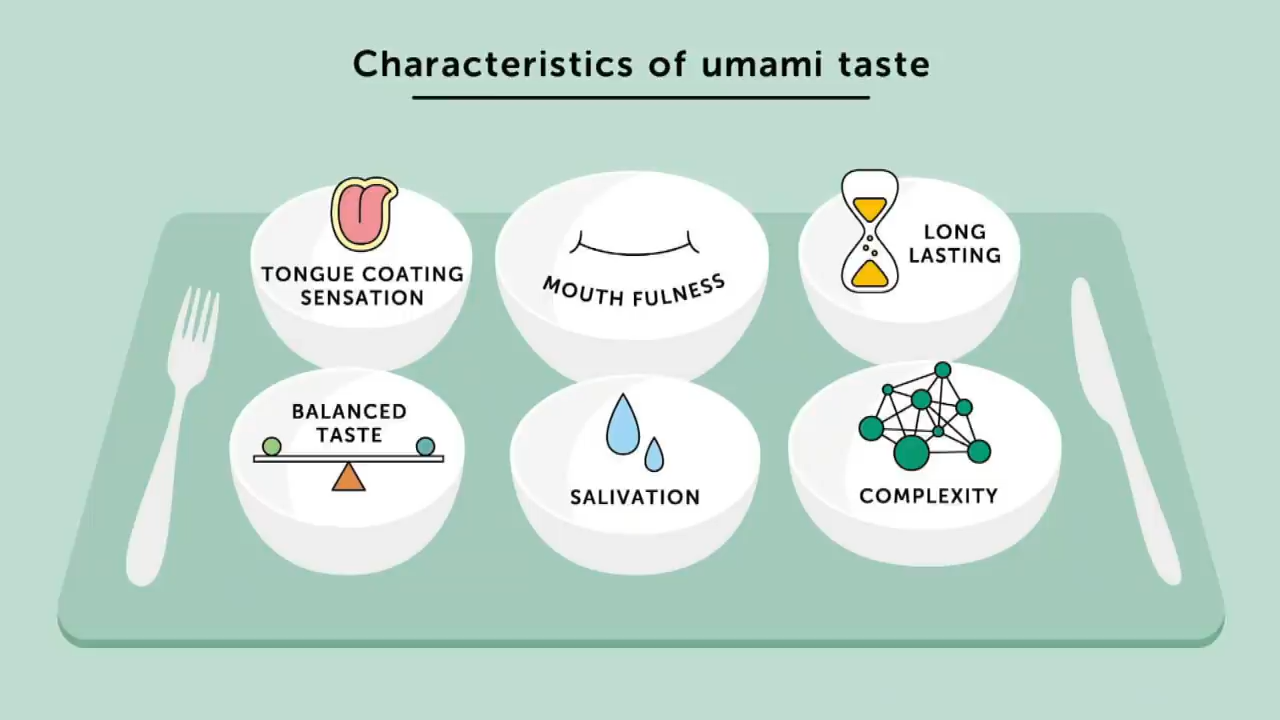 Characteristics of umami taste
TONGUE COATING
SENSATION
MOUTH FULNESS
LONG
LASTING
BALANCED
TASTE
SALIVATION
COMPLEXITY